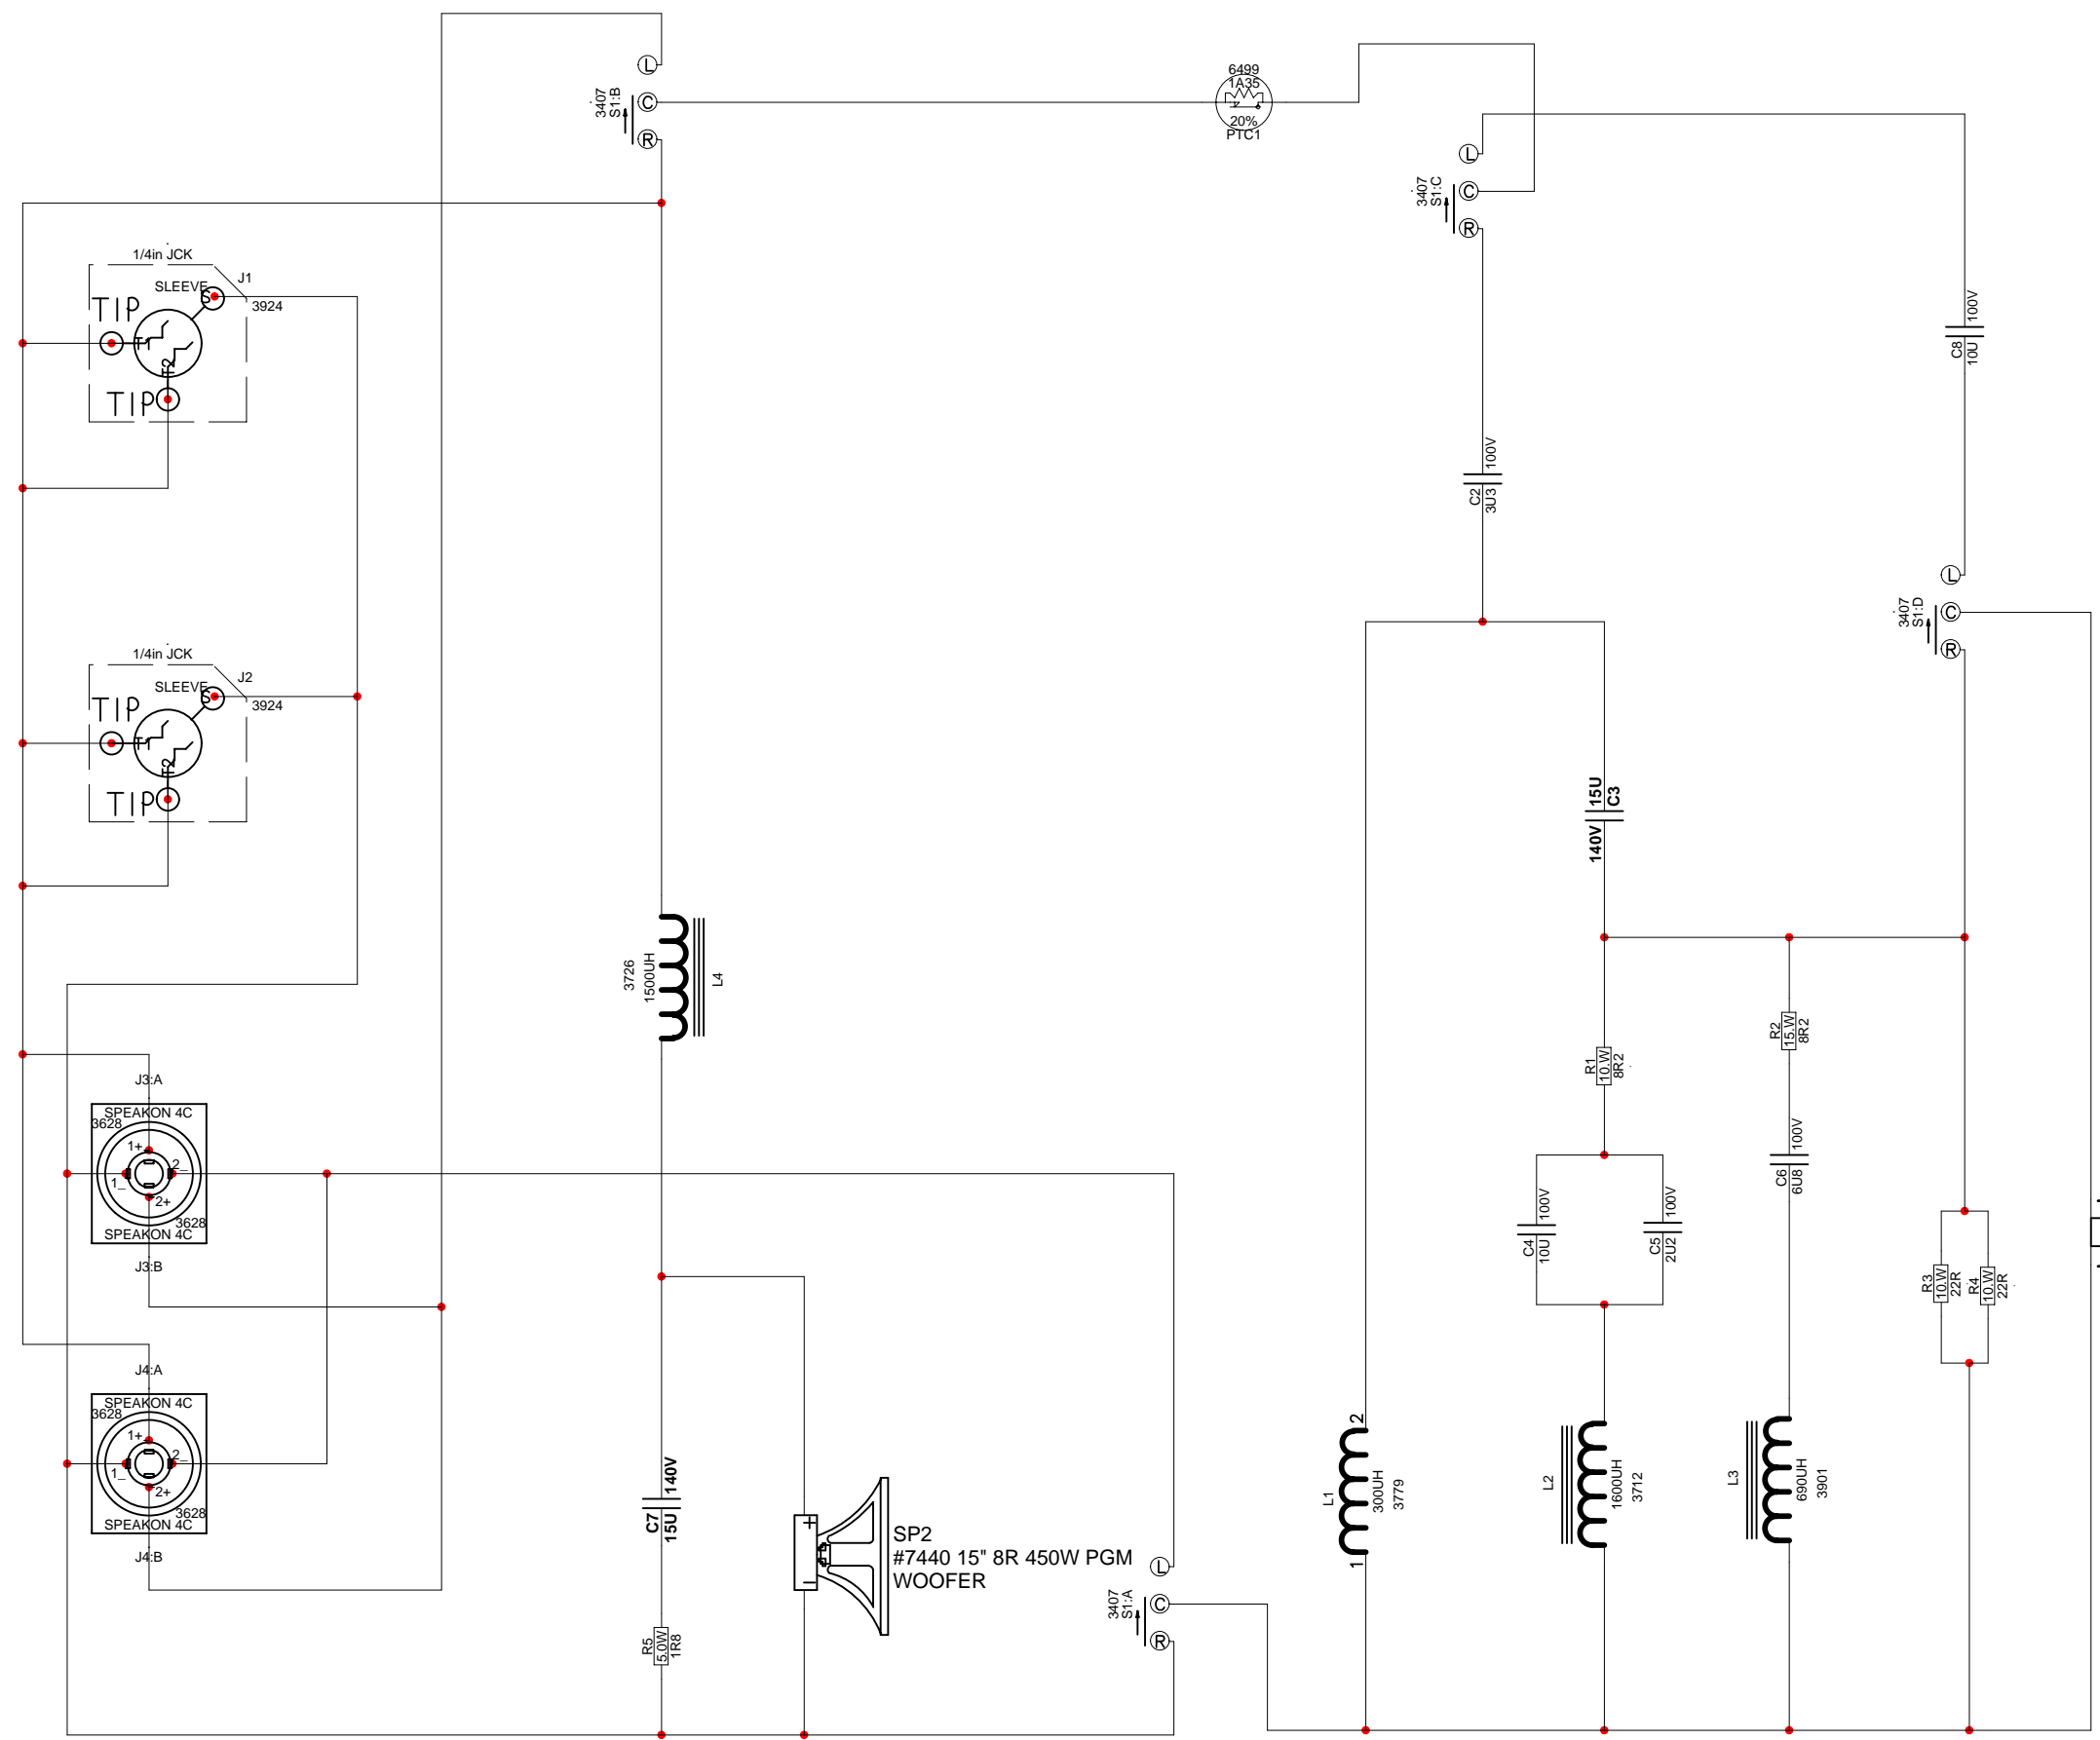 L
C
R
3407
S1:B
6499
1A35
20%
PTC1
L
C
R
3407
S1:C
1/4in JCK
SLEEVE
S
J1
3924
TIP
T1
T2
TIP
100V
C8
10U
100V
C2
3U3
L
C
R
3407
S1:D
1/4in JCK
SLEEVE
S
J2
3924
TIP
T1
T2
TIP
15U
C3
140V
3726
1500UH
L4
R1
10.W
8R2
R2
15.W
8R2
J3:A
SPEAKON 4C
3628
1+
2_
1_
2+
3628
SPEAKON 4C
J3:B
100V
C4
10U
100V
C5
2U2
100V
C6
6U8
R3
10.W
22R
R4
10.W
22R
J4:A
SPEAKON 4C
3628
1+
2_
1_
2+
3628
SPEAKON 4C
J4:B
140V
C7
15U
+
SP2
#7440 15" 8R 450W PGM
WOOFER
R5
5.0W
1R8
L
C
R
3407
S1:A
2
L1
300UH
3779
1
L2
1600UH
3712
L3
690UH
3901